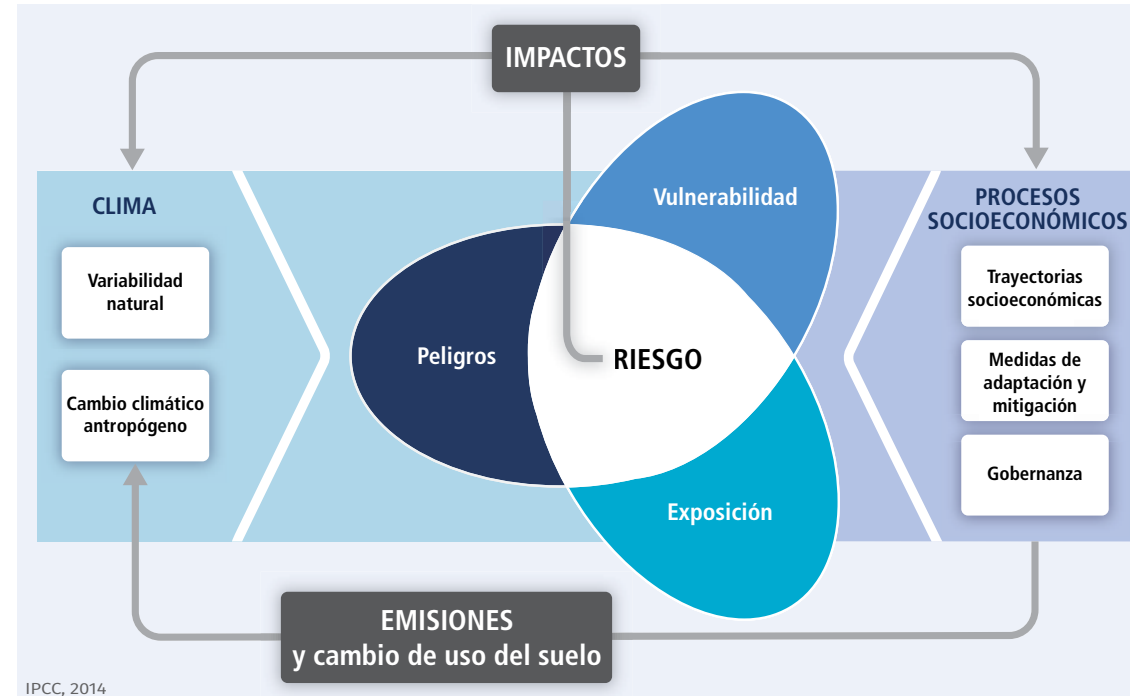 IMPACTOS
CLIMA
Variabilidad
natural
Cambio climático
antropógeno
Vulnerabilidad
Peligros
RIESGO
Exposición
PROCESOS
SOCIOECONÓMICOS
Trayectorias
socioeconómicas
Medidas de
adaptación y
mitigación
Gobernanza
EMISIONES
y cambio de uso del suelo
IPCC, 2014